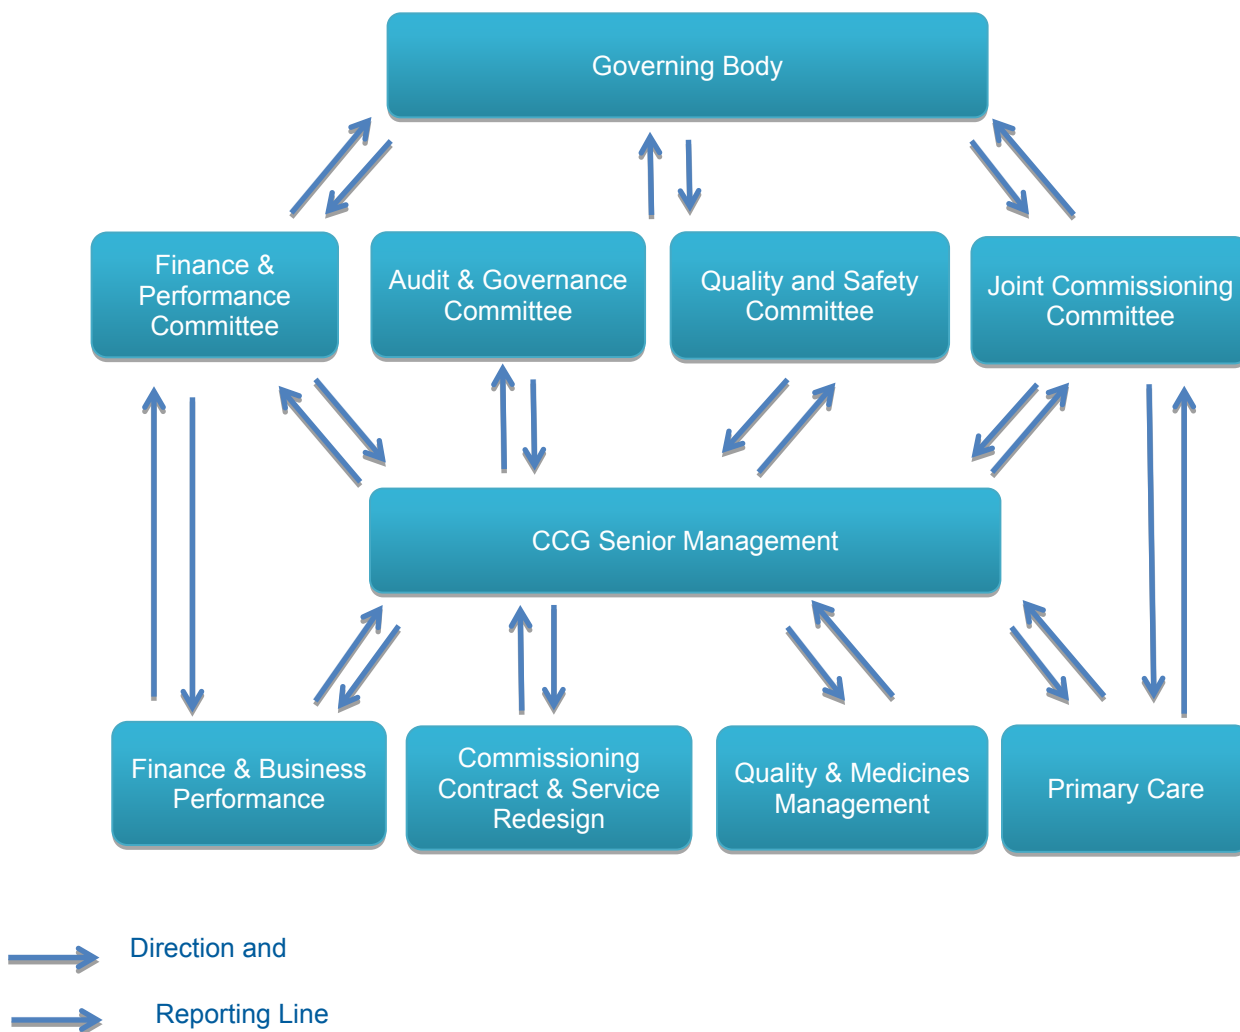 Governing Body
Finance &
Performance
Committee
Audit & Governance
Committee
Quality and Safety
Committee
Joint Commissioning
Committee
CCG Senior Management
Finance & Business
Performance
Commissioning
Contract & Service
Redesign
Quality & Medicines
Management
Primary Care
Direction and
Reporting Line